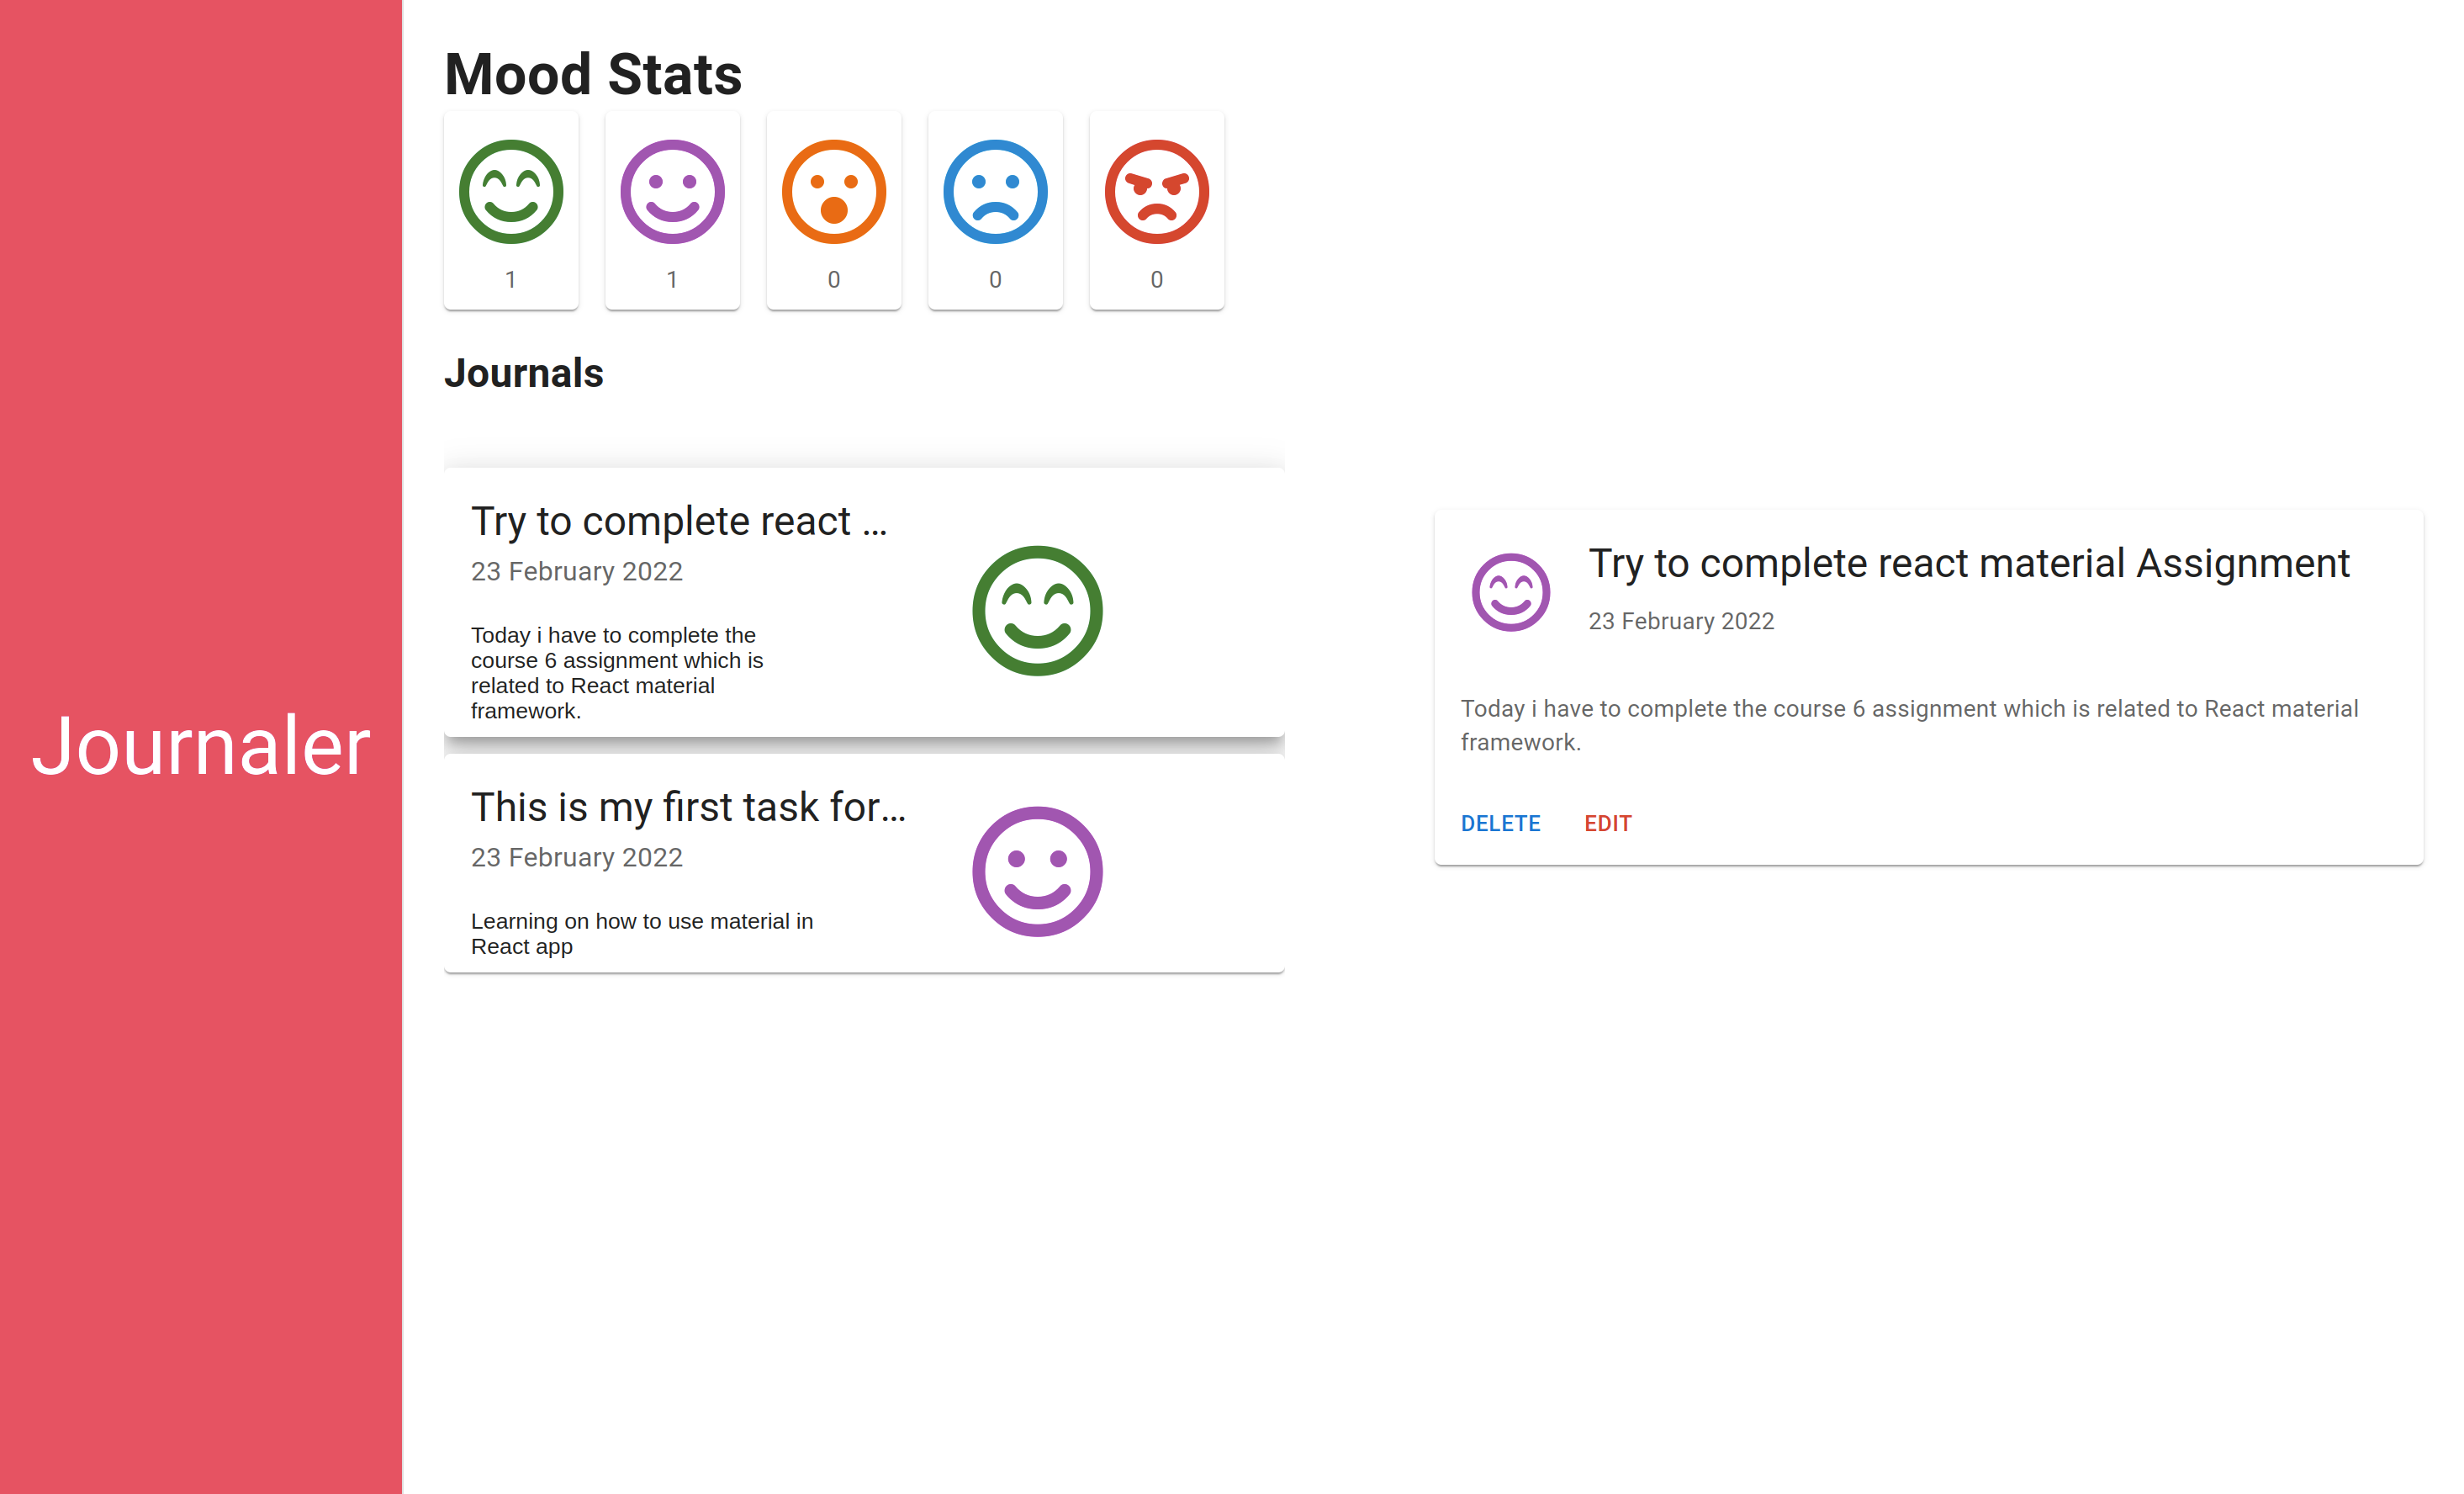 Journaler
Mood Stats
1
1
0
0
0
Journals
Try to complete react ...
23 February 2022
Today i have to complete the
course 6 assignment which is
related to React material
framework.
This is my first task for...
23 February 2022
Learning on how to use material in
React app
Try to complete react material Assignment
23 February 2022
Today i have to complete the course 6 assignment which is related to React material
framework.
DELETE EDIT